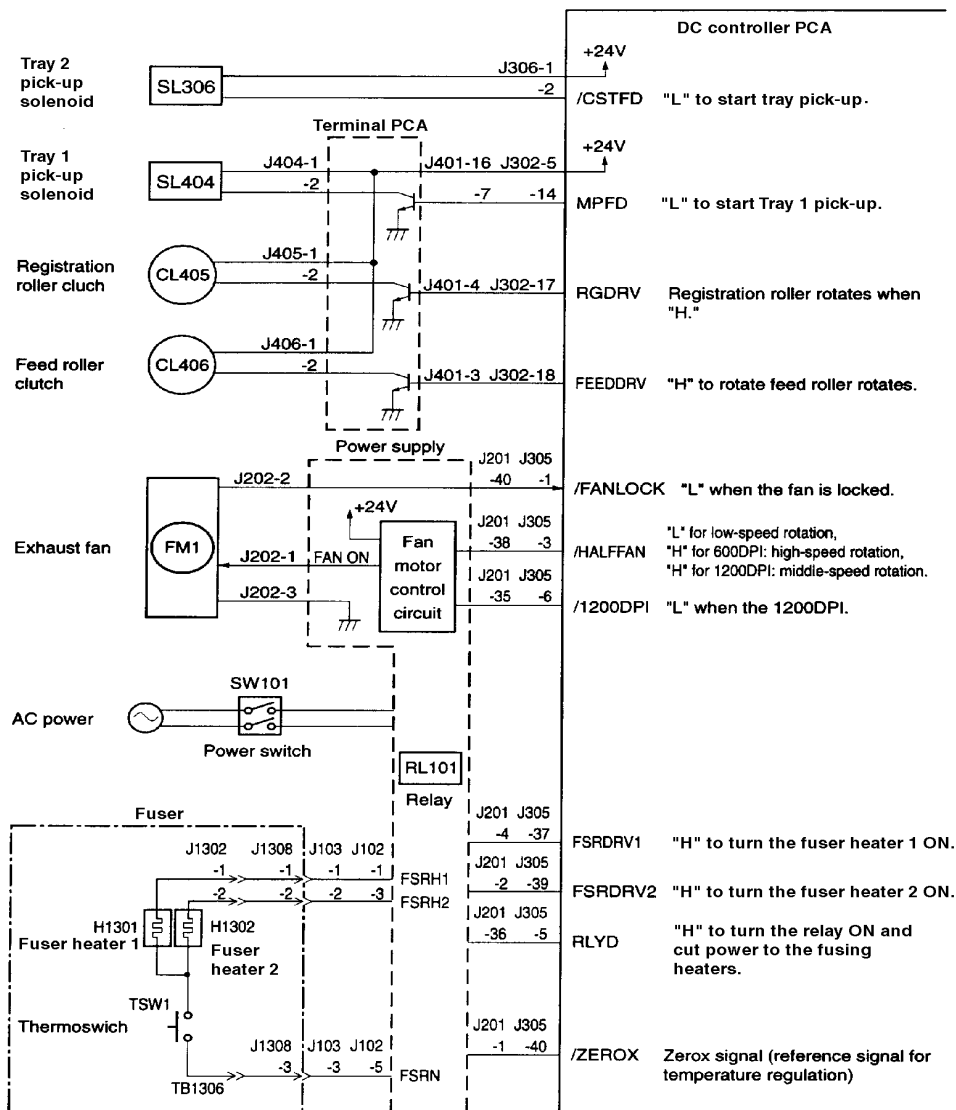 DC controller PCA
+24V
Tray 2
pick-up
solenoid
SL306
J306-1
-2
/CSTFD "L" to start tray pick-up.
Terminal PCA
+24V
Tray 1
pick-up
solenoid
SL404
J404-1
-2
J401-16 J302-5
-7 -14
MPFD "L" to start Tray 1 pick-up.
Registration
roller cluch
CL405
J405-1
-2
J401-4 J302-17
RGDRV Registration roller rotates when
"H."
Feed roller
clutch
CL406
J406-1
-2
J401-3 J302-18
FEEDDRV "H" to rotate feed roller rotates.
Power supply
J201 J305
J202-2
-40 -1
/FANLOCK "L" when the fan is locked.
+24V
Exhaust fan
FM1
J202-1
FAN ON
J202-3
Fan
motor
control
circuit
J201 J305
-38 -3
/HALFFAN
"L" for low-speed rotation,
"H" for 600DPI: high-speed rotation,
"H" for 1200DPI: middle-speed rotation.
J201 J305
-35 -6
/1200DPI "L" when the 1200DPI.
SW101
AC power
Power switch
RL101
Relay
Fuser
J201 J305
-4 -37
FSRDRV1 "H" to turn the fuser heater 1 ON.
J1302 J1308 J103 J102
-1 -1 -1 -1
FSRH1
-2 -2 -2 -3
FSRH2
J201 J305
-2 -39
FSRDRV2 "H" to turn the fuser heater 2 ON.
H1301
Fuser heater 1
H1302
Fuser
heater 2
J201 J305
-36 -5
RLYD
"H" to turn the relay ON and
cut power to the fusing
heaters.
TSW1
Thermoswich
TB1306
J1308 J103 J102
-3 -3 -5
FSRN
J201 J305
-1 -40
/ZEROX Zerox signal (reference signal for
temperature regulation)